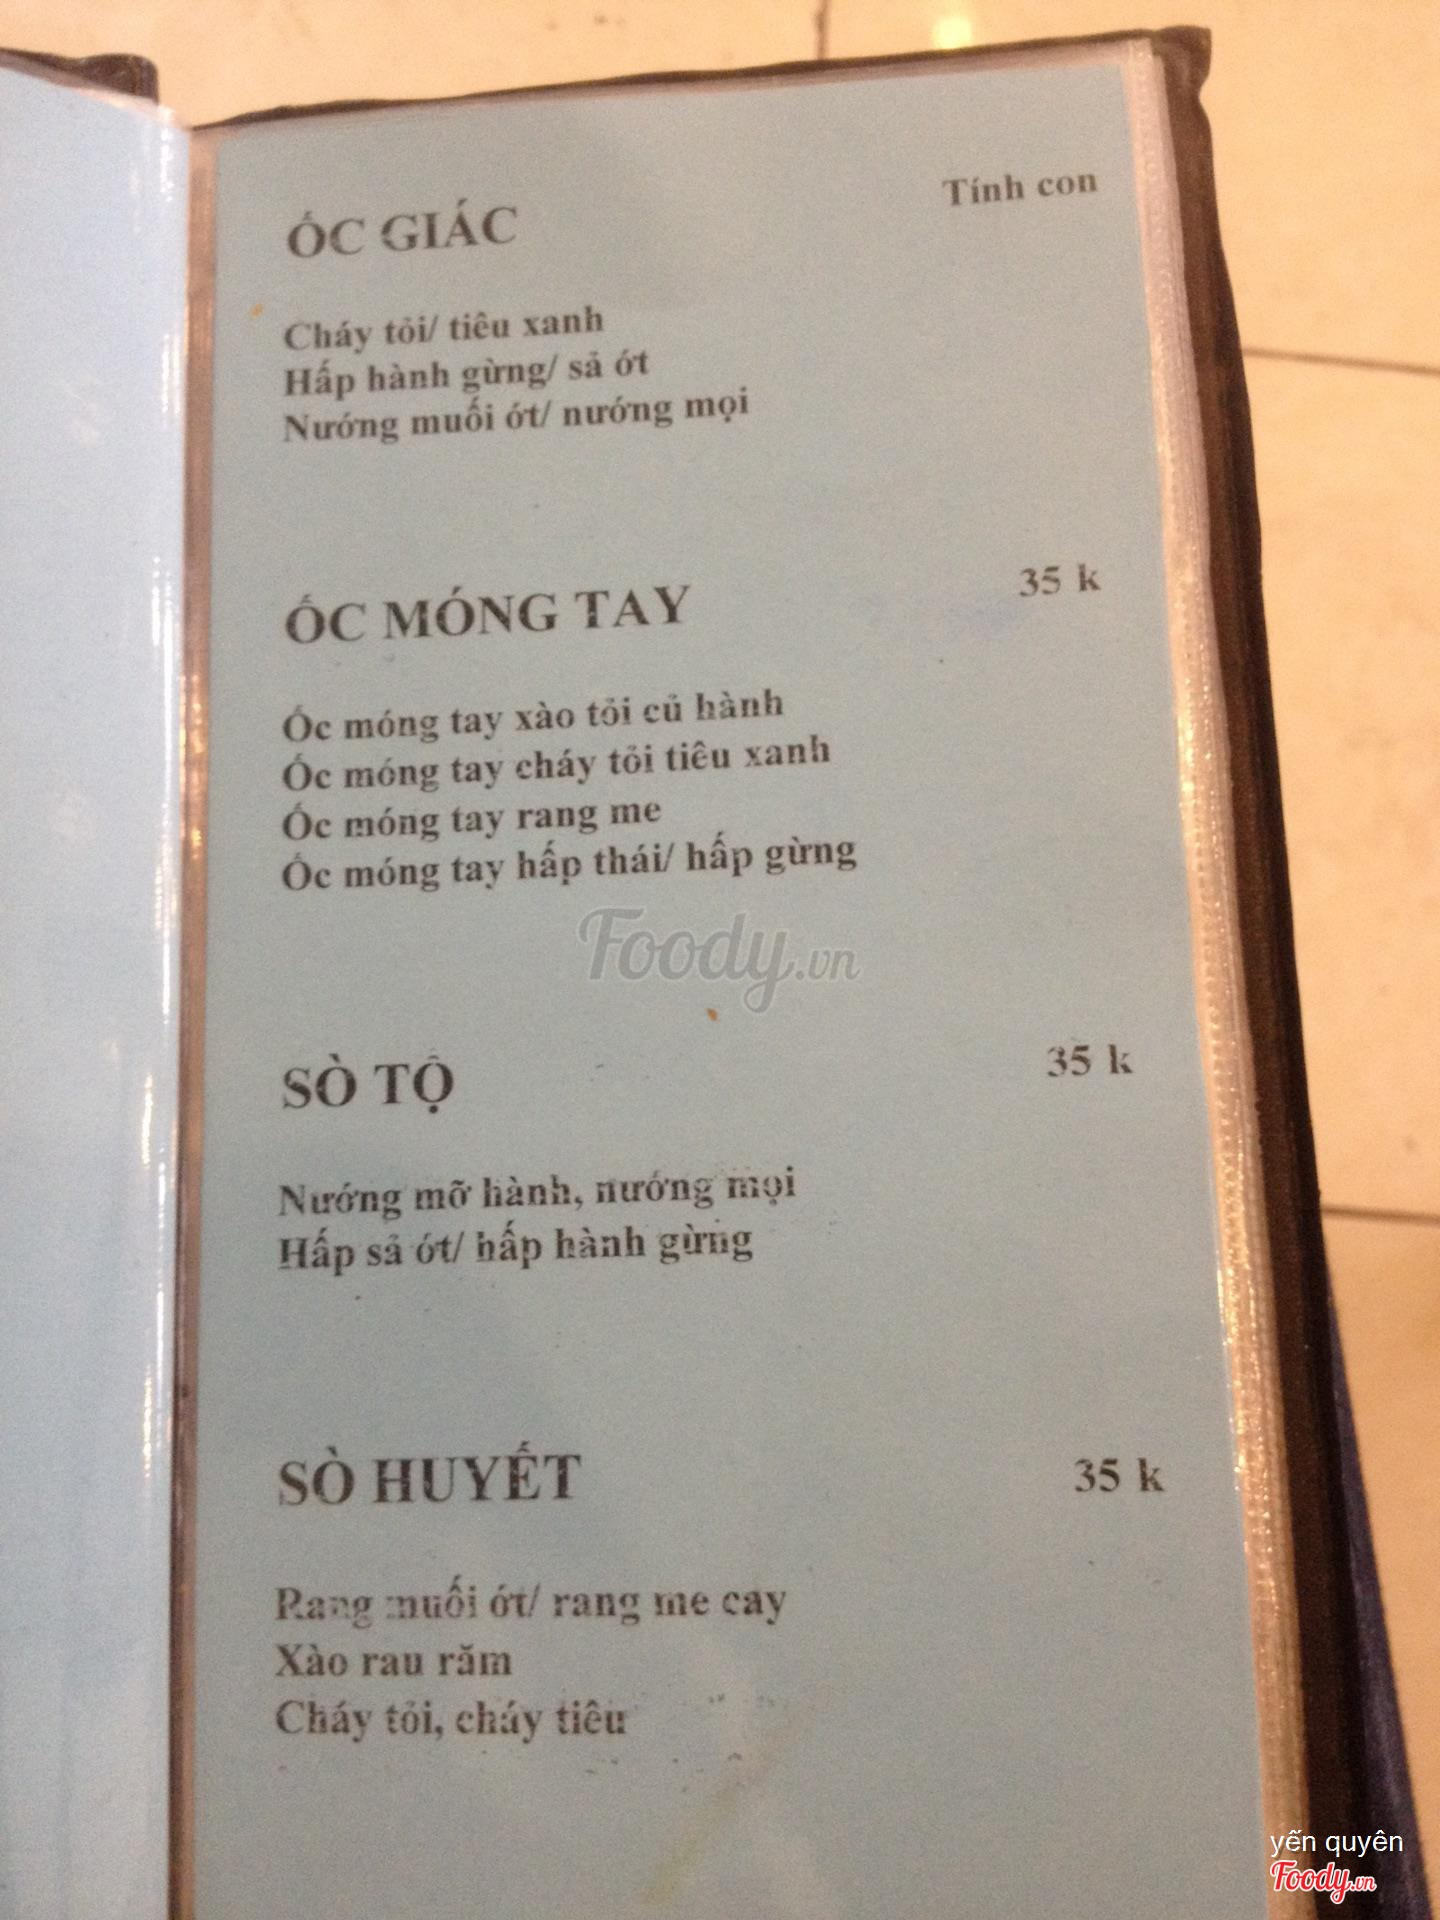 Tính con
ỐC GIÁC
Cháy tỏi/ tiêu xanh
Hấp hành gừng/ sả ớt
Nướng muối ớt/ nướng mọi
ỐC MÓNG TAY 35 k
Ốc móng tay xào tỏi củ hành
Ốc móng tay cháy tỏi tiêu xanh
Ốc móng tay rang me
Ốc móng tay hấp thái/ hấp gừng
Foody.vn
SÒ TỘ 35 k
Nướng mỡ hành, nướng mọi
Hấp sả ớt/ hấp hành gừng
SÒ HUYẾT 35 k
Rang muối ớt/ rang me cay
Xào rau răm
Cháy tỏi, cháy tiêu
yến quyên
Foody.vn